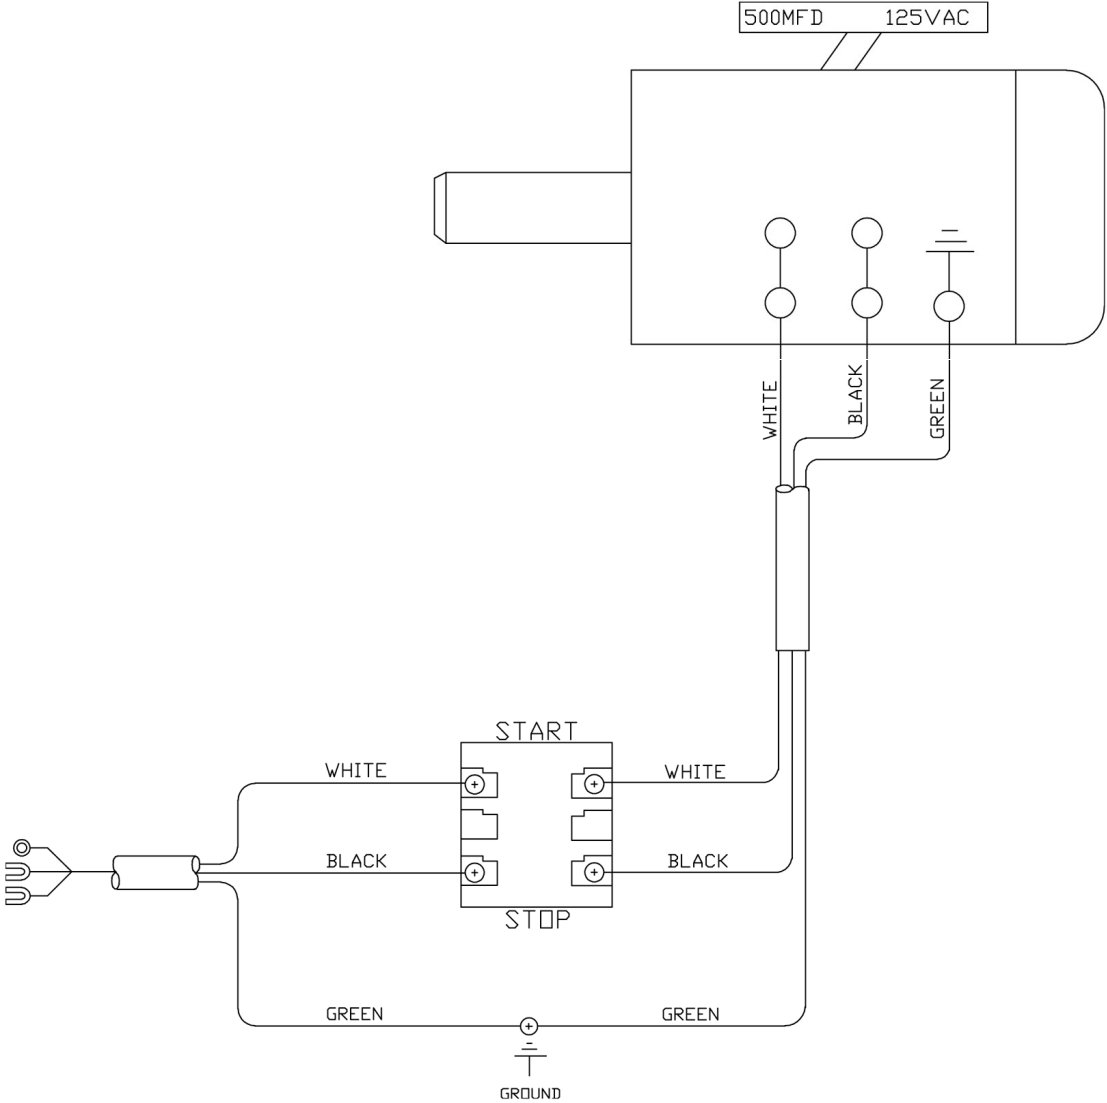 500MFD 125VAC
WHITE
BLACK
GREEN
START
WHITE
WHITE
BLACK
BLACK
STOP
GREEN
GREEN
GROUND